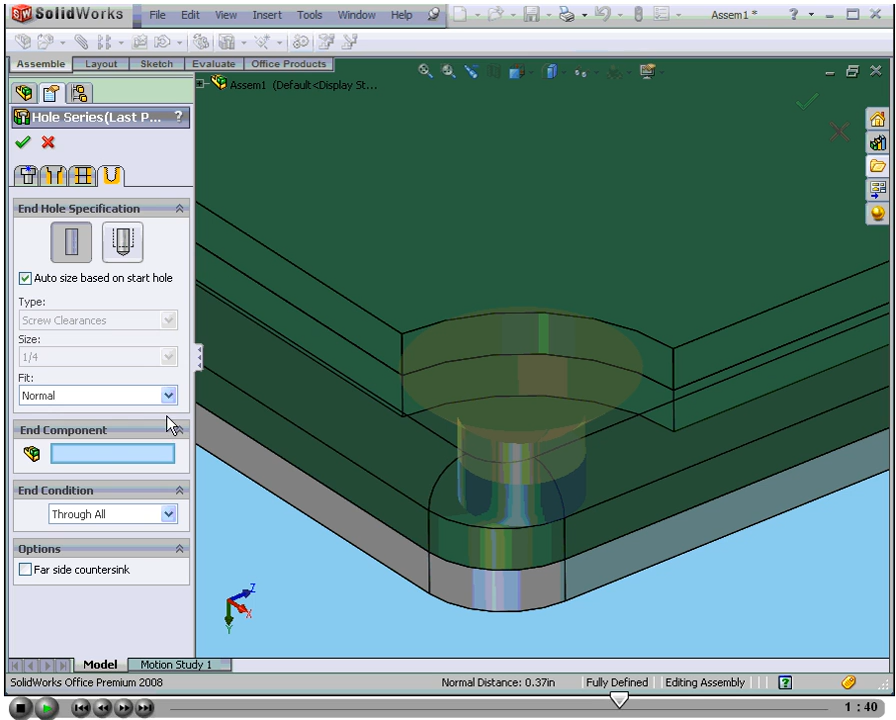 SolidWorks File Edit View Insert Tools Window Help Assem1 * ?
Assemble Layout Sketch Evaluate Office Products
Assem1 (Default<Display St...
Hole Series(Last P... ?
End Hole Specification
Auto size based on start hole
Type:
Screw Clearances
Size:
1/4
Fit:
Normal
End Component
End Condition
Through All
Options
Far side countersink
Z
X
Y
Model Motion Study 1
SolidWorks Office Premium 2008 Normal Distance: 0.37in Fully Defined Editing Assembly ?
1:40